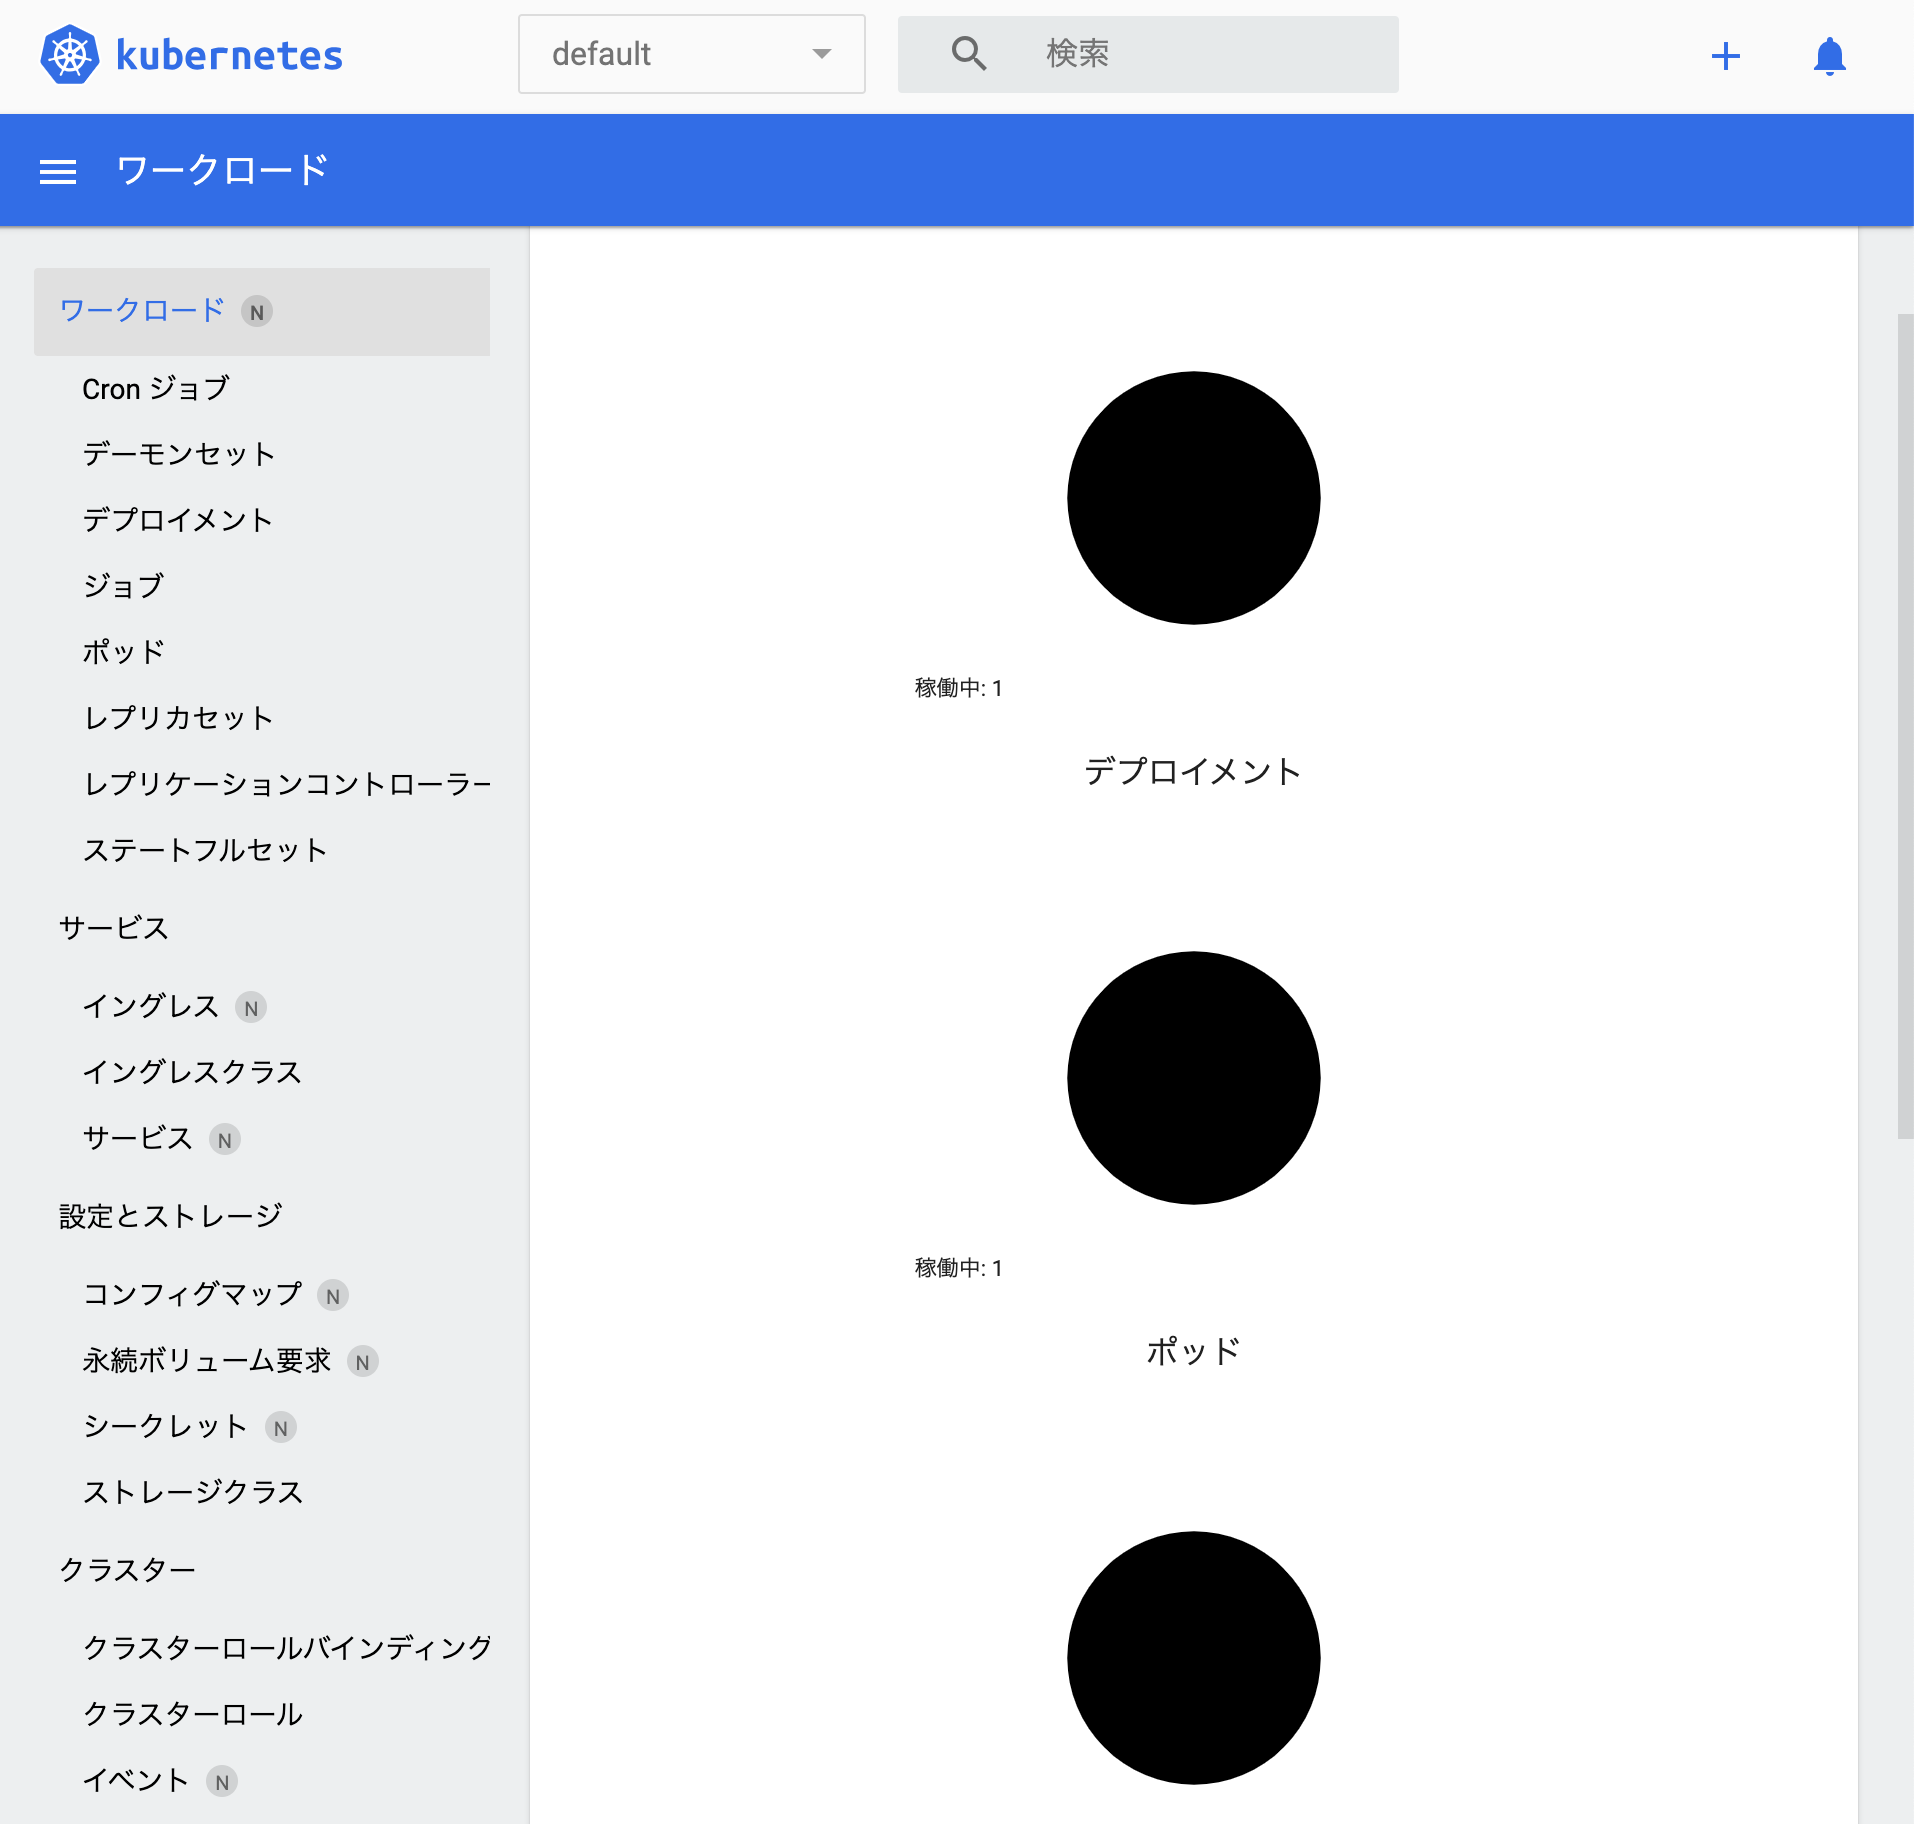 kubernetes
default
検索
ワークロード
ワークロード N
Cron ジョブ
デーモンセット
デプロイメント
ジョブ
ポッド
レプリカセット
レプリケーションコントローラー
ステートフルセット
サービス
イングレス N
イングレスクラス
サービス N
設定とストレージ
コンフィグマップ N
永続ボリューム要求 N
シークレット N
ストレージクラス
クラスター
クラスターロールバインディング
クラスターロール
イベント N
稼働中: 1
デプロイメント
稼働中: 1
ポッド